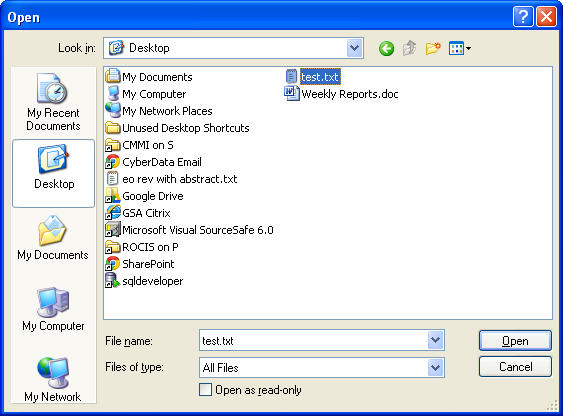 Open
Look in: Desktop
My Recent
Documents
Desktop
My Documents
My Computer
My Network
My Documents
My Computer
My Network Places
Unused Desktop Shortcuts
CMMI on S
CyberData Email
eo rev with abstract.txt
Google Drive
GSA Citrix
Microsoft Visual SourceSafe 6.0
ROCIS on P
SharePoint
sqldeveloper
test.txt
Weekly Reports.doc
File name: test.txt Open
Files of type: All Files Cancel
Open as read-only